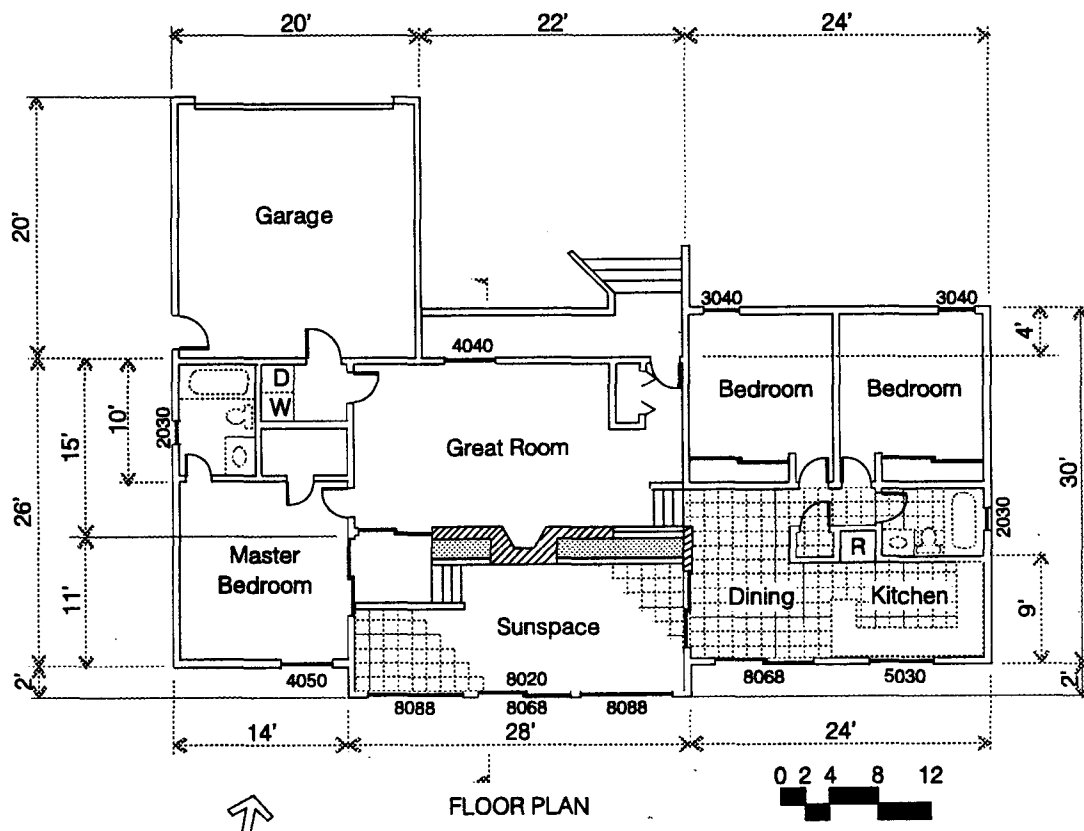 20' 22' 24'
20'
Garage
3040 3040
4'
4040
D
W
Bedroom Bedroom
10'
15'
2030
Great Room
30'
26'
2030
Master
Bedroom
R
11'
Dining Kitchen
9'
Sunspace
2'
4050
8020
8088 8068 8088
8068 5030
2'
14' 28' 24'
0 2 4 8 12
FLOOR PLAN